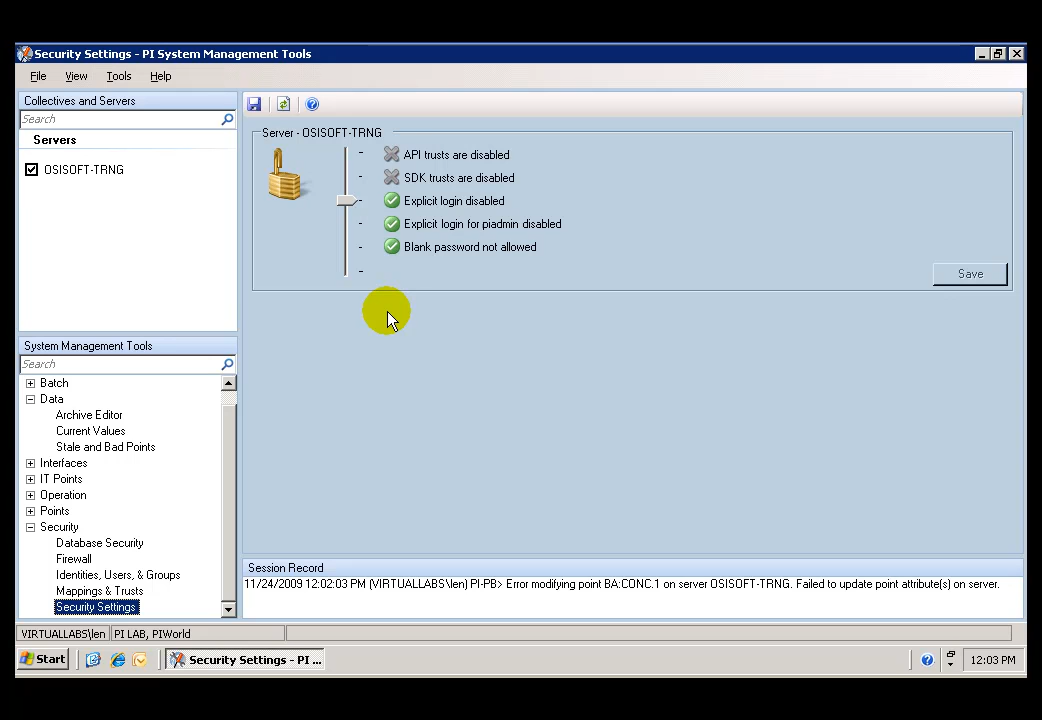 Security Settings - PI System Management Tools
File View Tools Help
Collectives and Servers
Search
Servers
OSISOFT-TRNG
Server - OSISOFT-TRNG
API trusts are disabled
SDK trusts are disabled
Explicit login disabled
Explicit login for piadmin disabled
Blank password not allowed
Save
System Management Tools
Search
Batch
Data
Archive Editor
Current Values
Stale and Bad Points
Interfaces
IT Points
Operation
Points
Security
Database Security
Firewall
Identities, Users, & Groups
Mappings & Trusts
Security Settings
Session Record
11/24/2009 12:02:03 PM (VIRTUALLABS\len) PI-PB> Error modifying point BA:CONC.1 on server OSISOFT-TRNG. Failed to update point attribute(s) on server.
VIRTUALLABS\len PI LAB, PIWorld
Start Security Settings - PI ... 12:03 PM